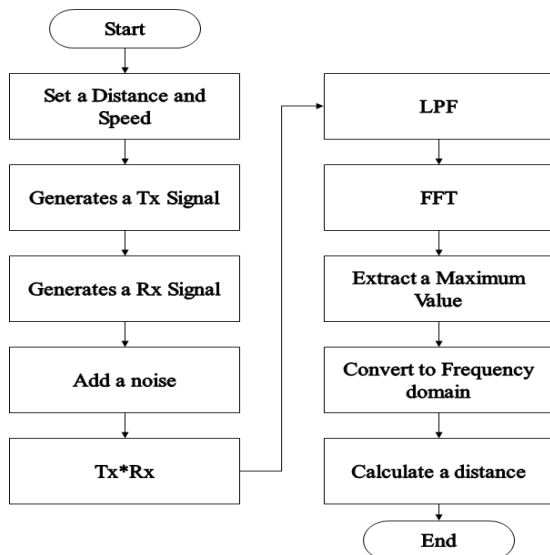 Start
Set a Distance and
Speed
Generates a Tx Signal
Generates a Rx Signal
Add a noise
Tx*Rx
LPF
FFT
Extract a Maximum
Value
Convert to Frequency
domain
Calculate a distance
End